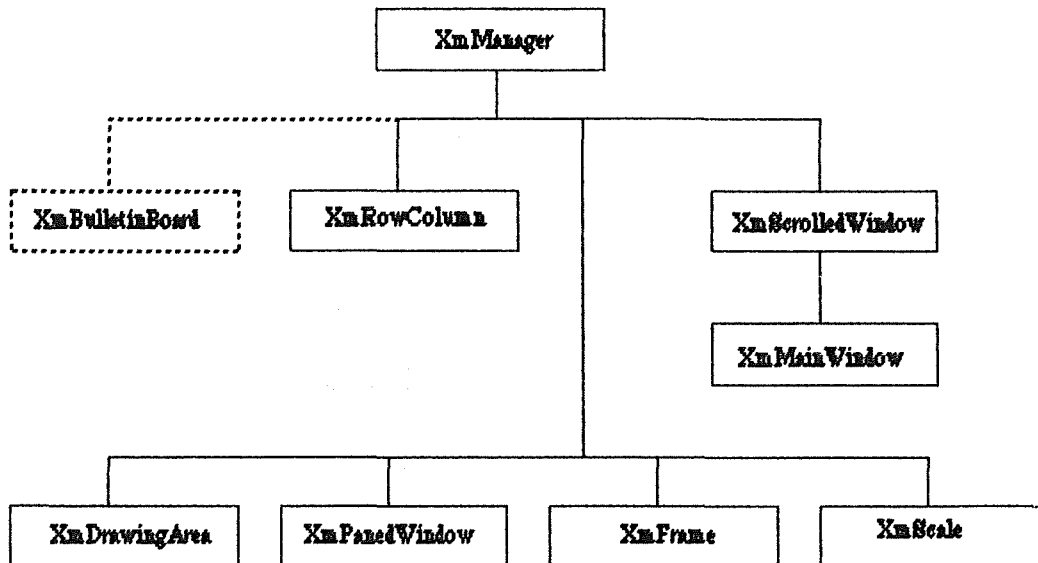 XmManager
XmBulletinBoard
XmRowColumn
XmScrolledWindow
XmMainWindow
XmDrawingArea
XmPanedWindow
XmFrame
XmScale